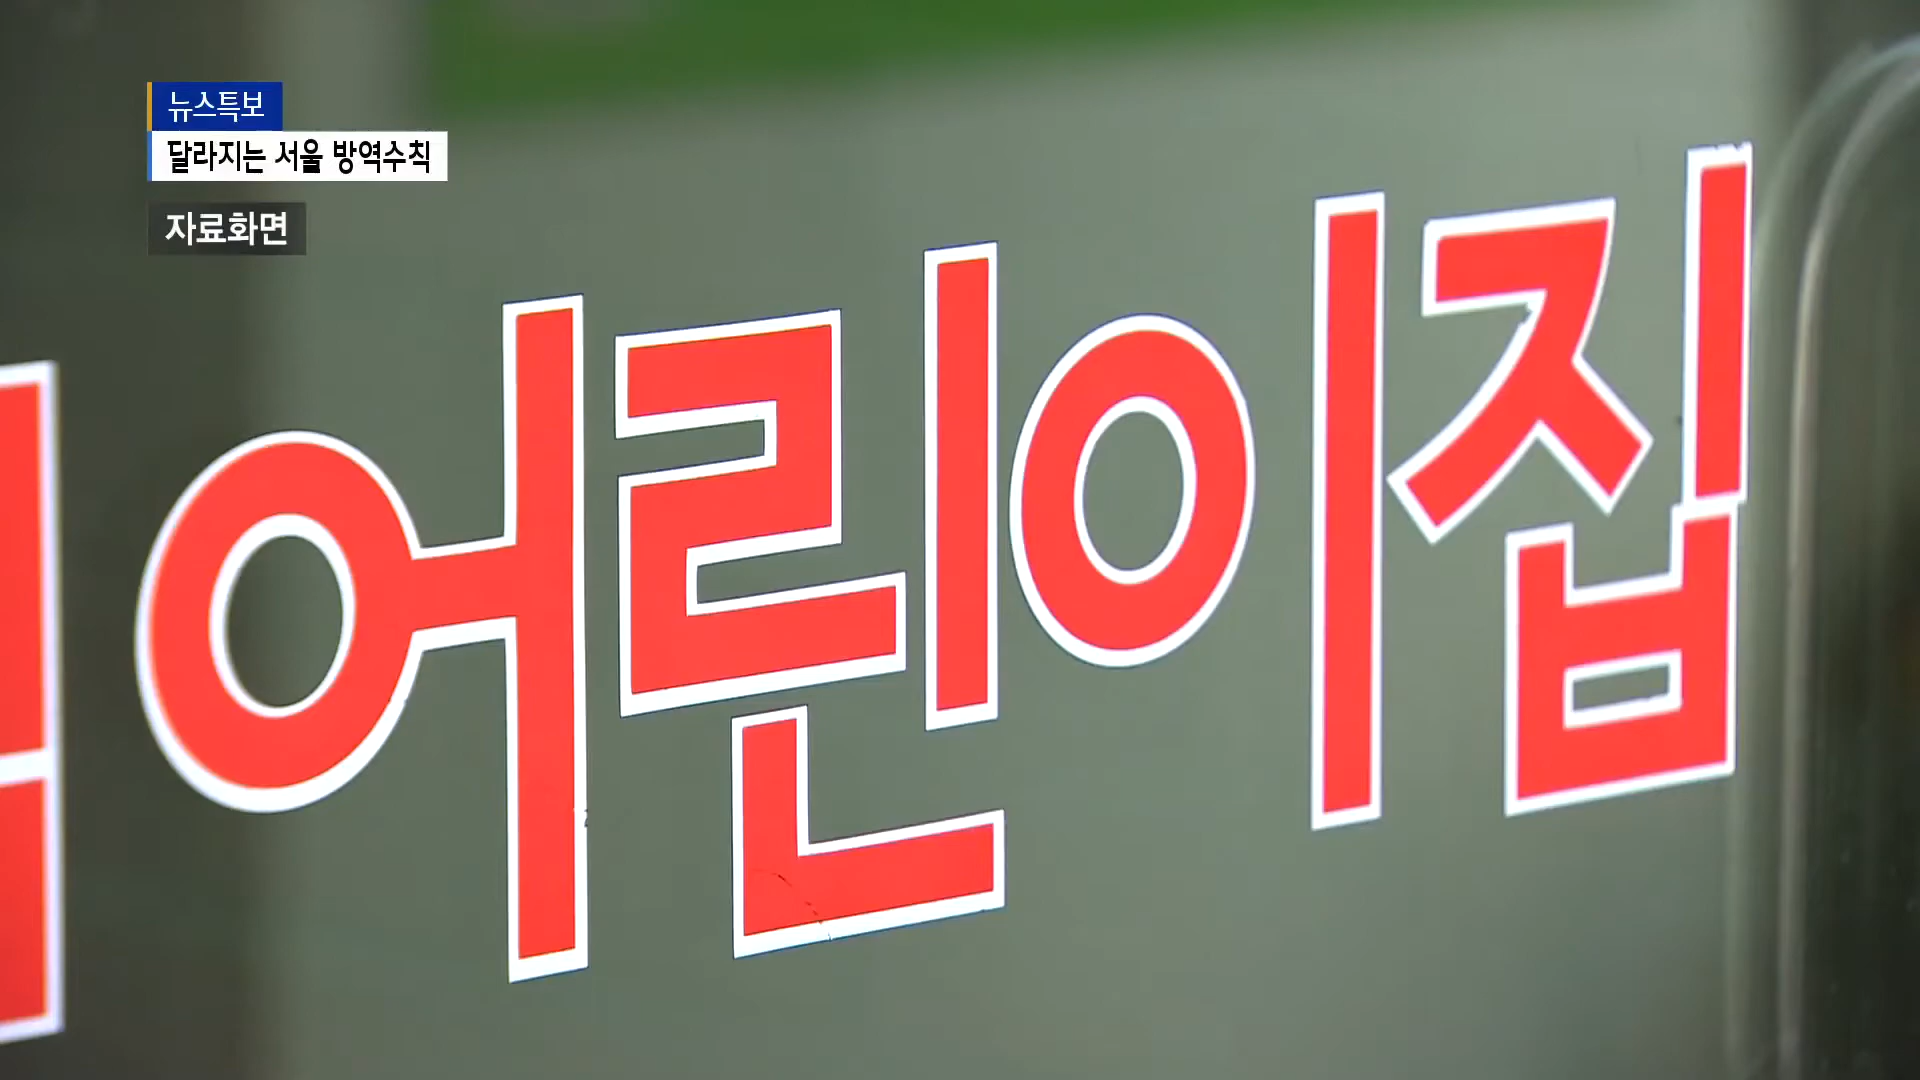 뉴스특보
달라지는 서울 방역수칙
자료화면
어린이집